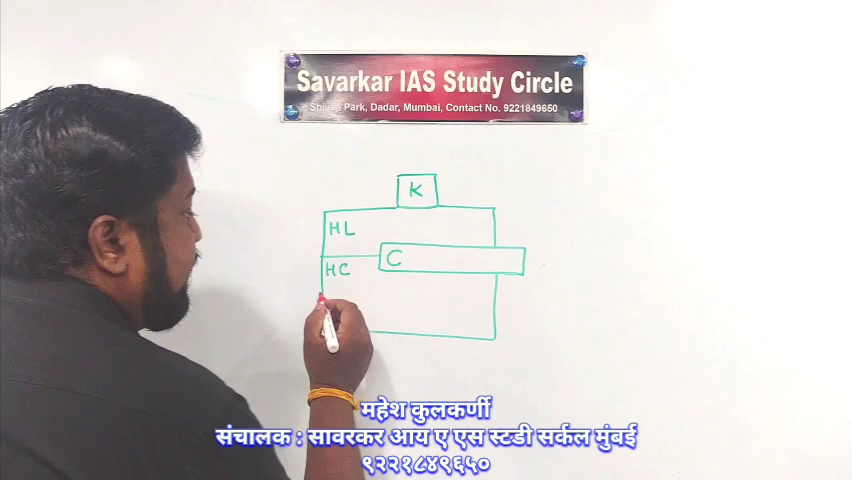 Savarkar IAS Study Circle
Shivaji Park, Dadar, Mumbai, Contact No. 9221849650
K
HL
C
HC
महेश कुलकर्णी
संचालक : सावरकर आय ए एस स्टडी सर्कल मुंबई
९२२१८४९६५०